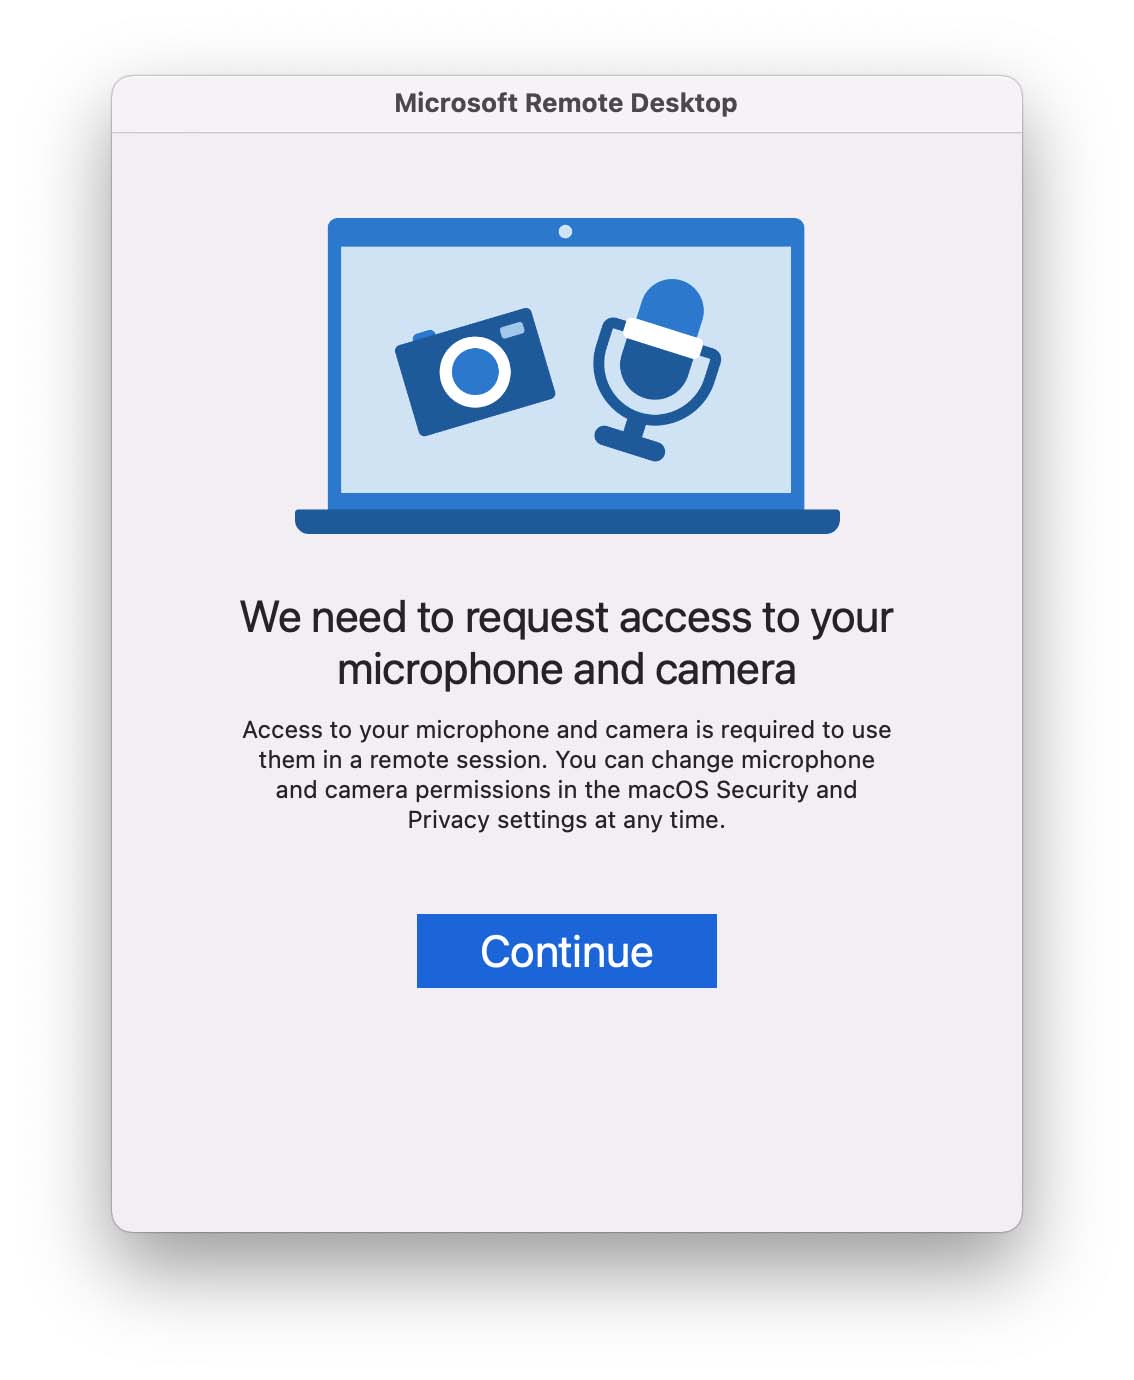 Microsoft Remote Desktop
We need to request access to your
microphone and camera
Access to your microphone and camera is required to use
them in a remote session. You can change microphone
and camera permissions in the macOS Security and
Privacy settings at any time.
Continue